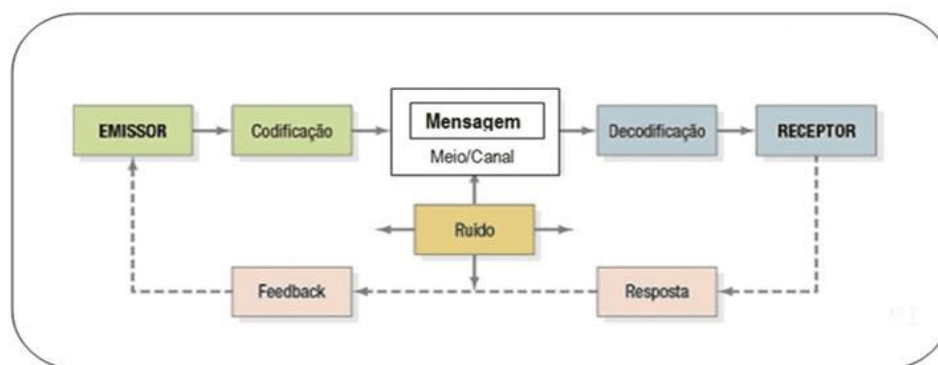 EMISSOR
Codificação
Mensagem
Meio/Canal
Decodificação
RECEPTOR
Ruído
Feedback
Resposta